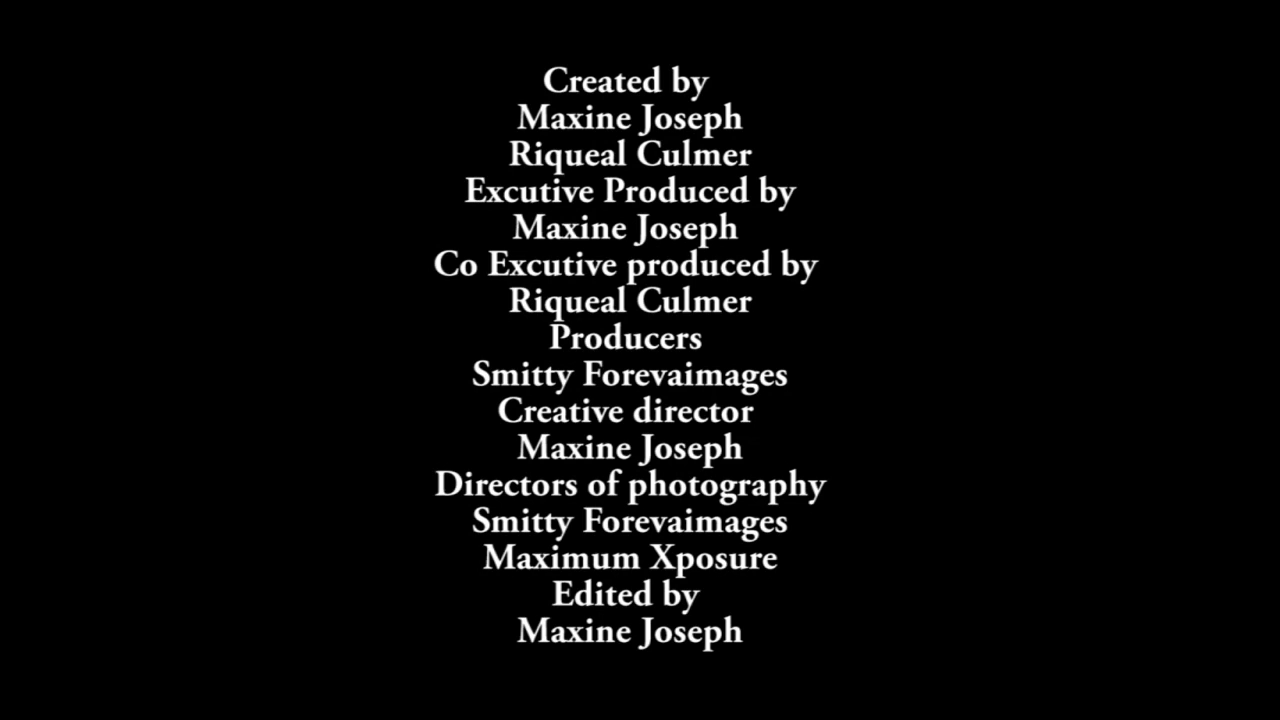 Created by
Maxine Joseph
Riqueal Culmer
Excutive Produced by
Maxine Joseph
Co Excutive produced by
Riqueal Culmer
Producers
Smitty Forevaimages
Creative director
Maxine Joseph
Directors of photography
Smitty Forevaimages
Maximum Xposure
Edited by
Maxine Joseph